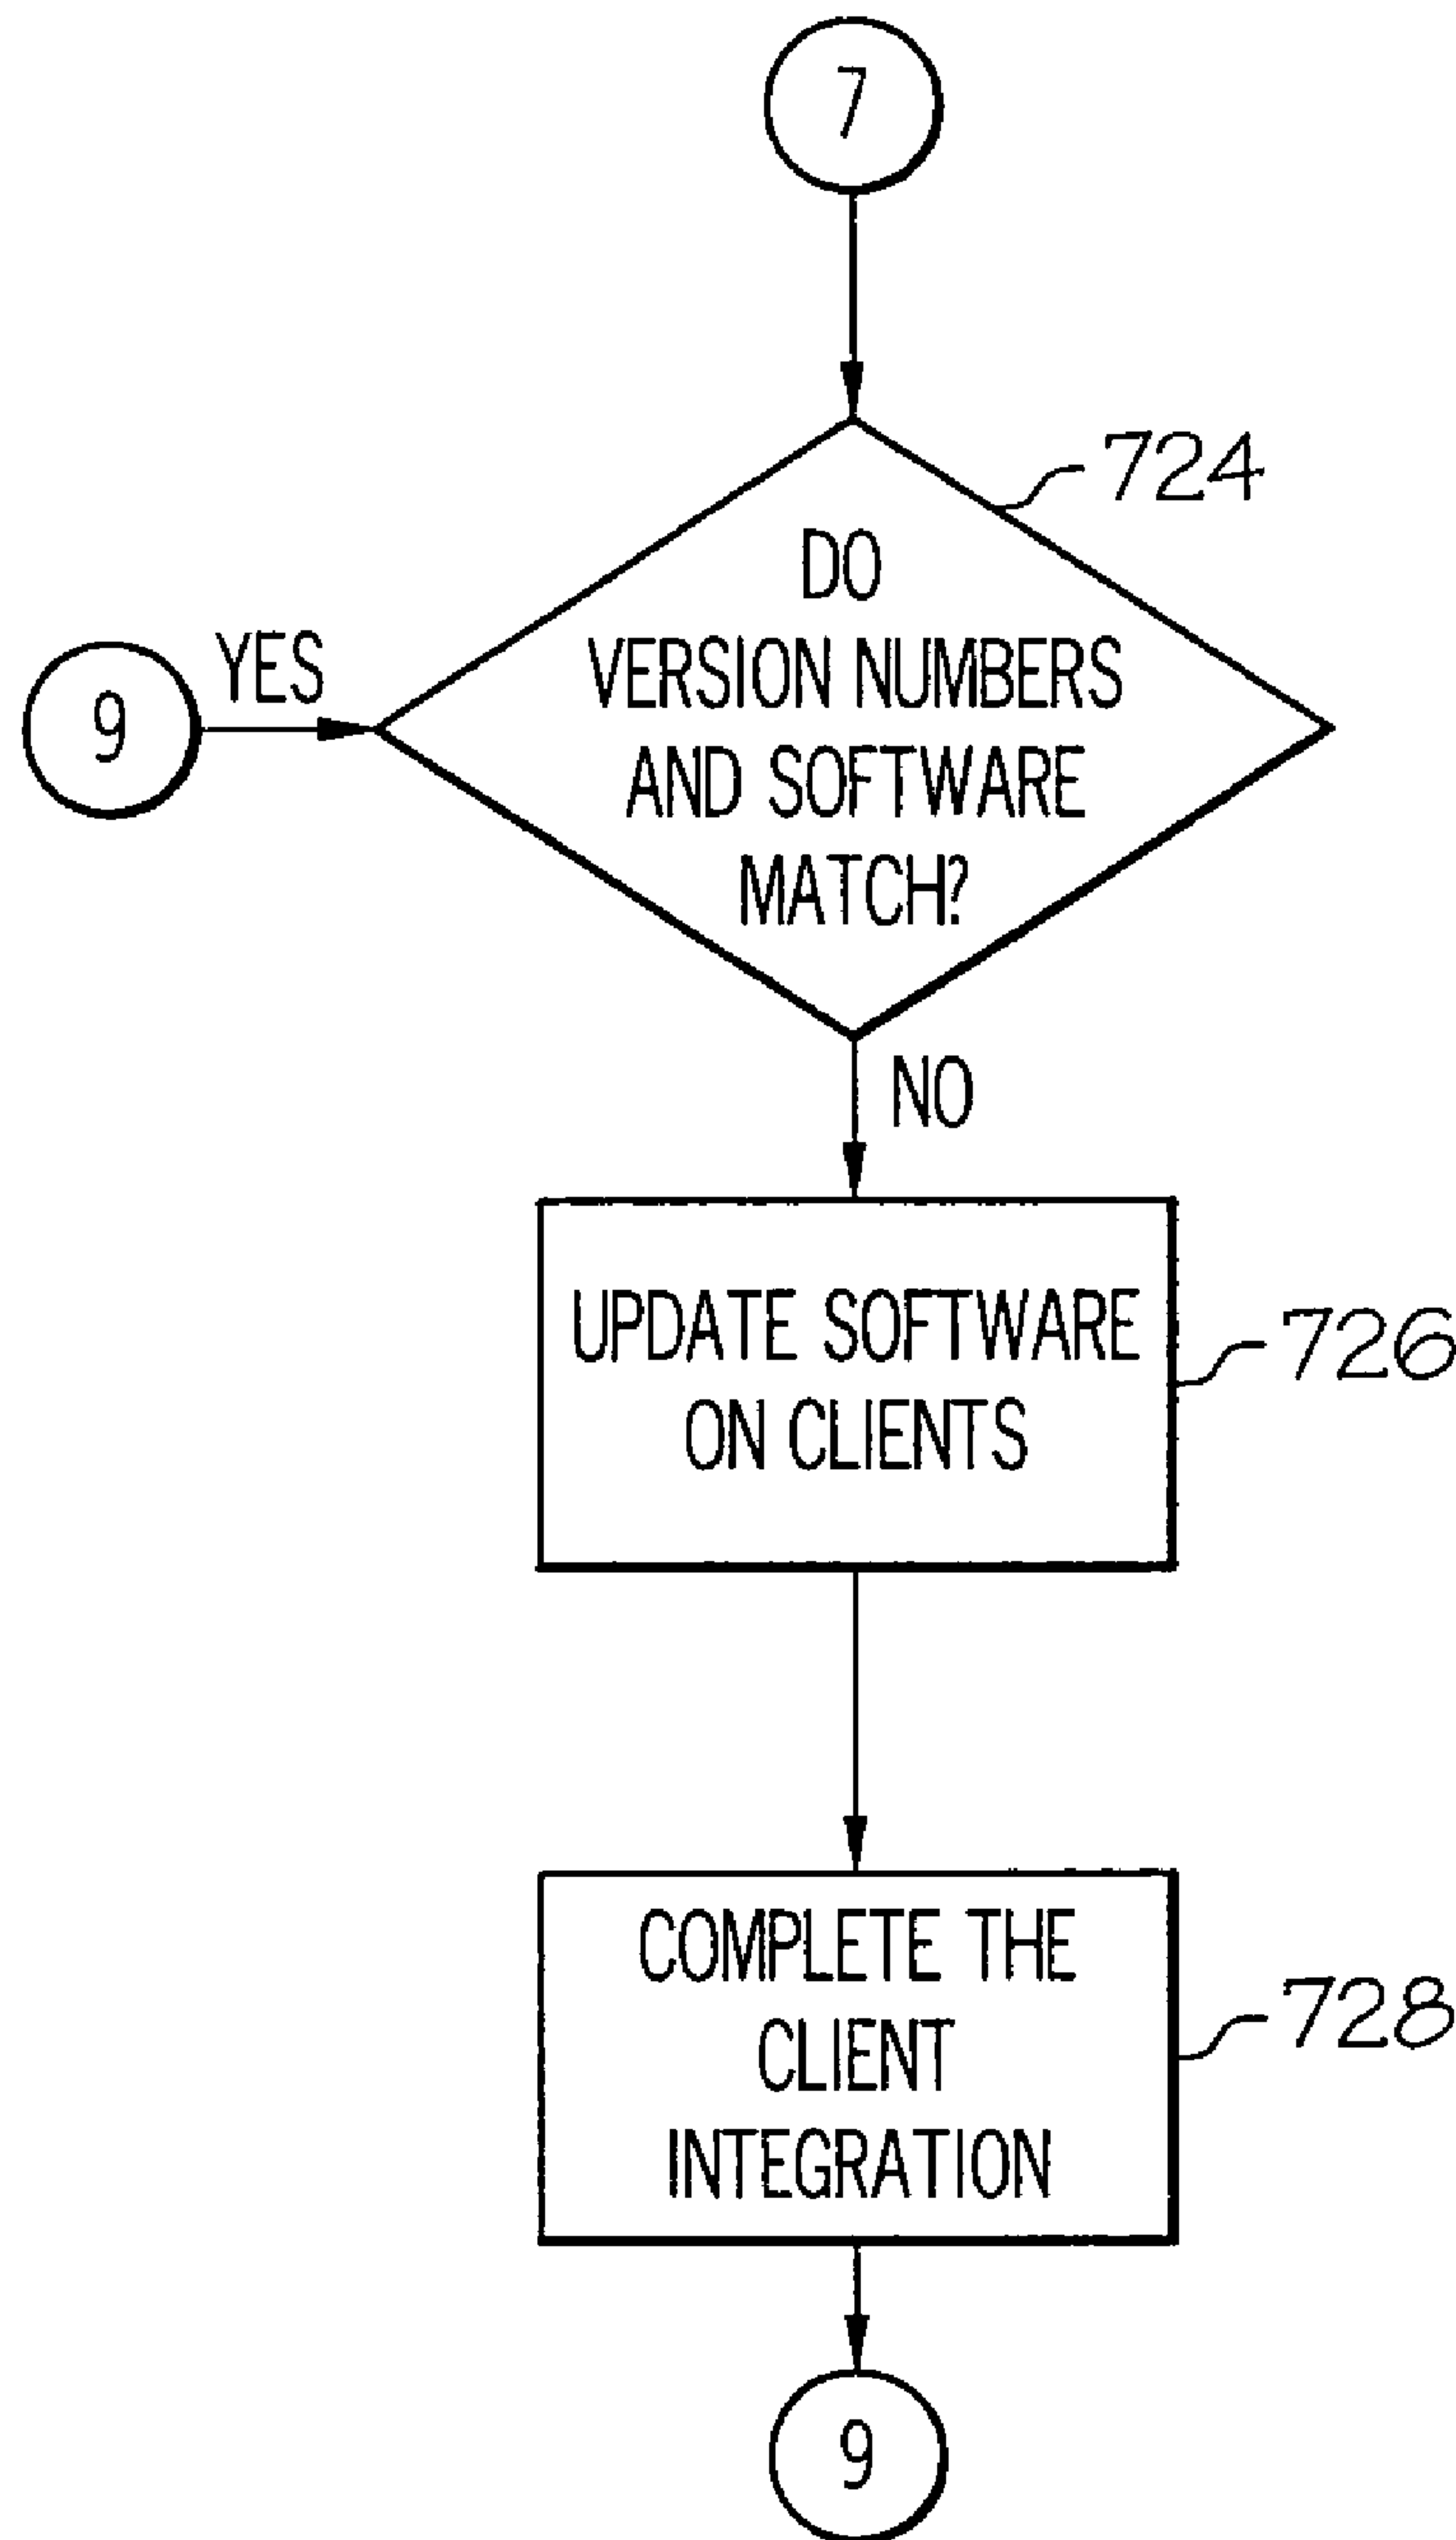 7
724
DO
VERSION NUMBERS
AND SOFTWARE
MATCH?
YES
9
NO
UPDATE SOFTWARE
ON CLIENTS
726
COMPLETE THE
CLIENT
INTEGRATION
728
9